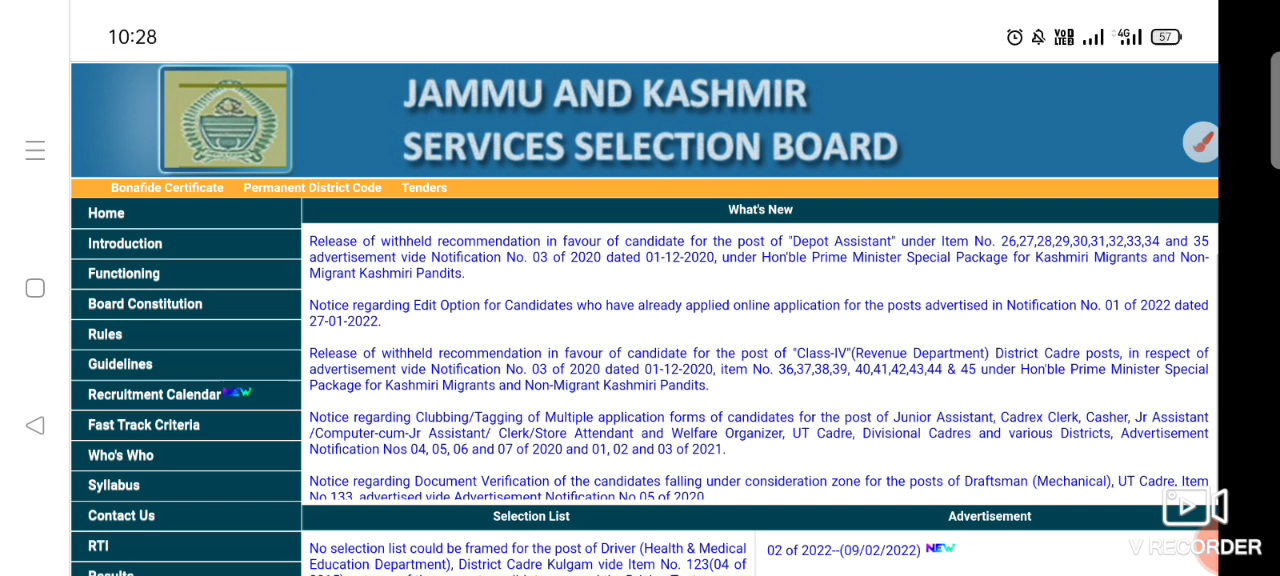 10:28
VoD LTEB 4G 57
JAMMU AND KASHMIR
SERVICES SELECTION BOARD
Bonafide Certificate Permanent District Code Tenders
Home
Introduction
Functioning
Board Constitution
Rules
Guidelines
Recruitment Calendar NEW
Fast Track Criteria
Who's Who
Syllabus
Contact Us
RTI
Results
What's New
Release of withheld recommendation in favour of candidate for the post of "Depot Assistant" under Item No. 26,27,28,29,30,31,32,33,34 and 35
advertisement vide Notification No. 03 of 2020 dated 01-12-2020, under Hon'ble Prime Minister Special Package for Kashmiri Migrants and Non-
Migrant Kashmiri Pandits.
Notice regarding Edit Option for Candidates who have already applied online application for the posts advertised in Notification No. 01 of 2022 dated
27-01-2022.
Release of withheld recommendation in favour of candidate for the post of "Class-IV"(Revenue Department) District Cadre posts, in respect of
advertisement vide Notification No. 03 of 2020 dated 01-12-2020, item No. 36,37,38,39, 40,41,42,43,44 & 45 under Hon'ble Prime Minister Special
Package for Kashmiri Migrants and Non-Migrant Kashmiri Pandits.
Notice regarding Clubbing/Tagging of Multiple application forms of candidates for the post of Junior Assistant, Cadrex Clerk, Casher, Jr Assistant
/Computer-cum-Jr Assistant/ Clerk/Store Attendant and Welfare Organizer, UT Cadre, Divisional Cadres and various Districts, Advertisement
Notification Nos 04, 05, 06 and 07 of 2020 and 01, 02 and 03 of 2021.
Notice regarding Document Verification of the candidates falling under consideration zone for the posts of Draftsman (Mechanical), UT Cadre, Item
No.133, advertised vide Advertisement Notification No.05 of 2020.
Selection List
No selection list could be framed for the post of Driver (Health & Medical
Education Department), District Cadre Kulgam vide Item No. 123(04 of
Advertisement
02 of 2022--(09/02/2022) NEW
V RECORDER